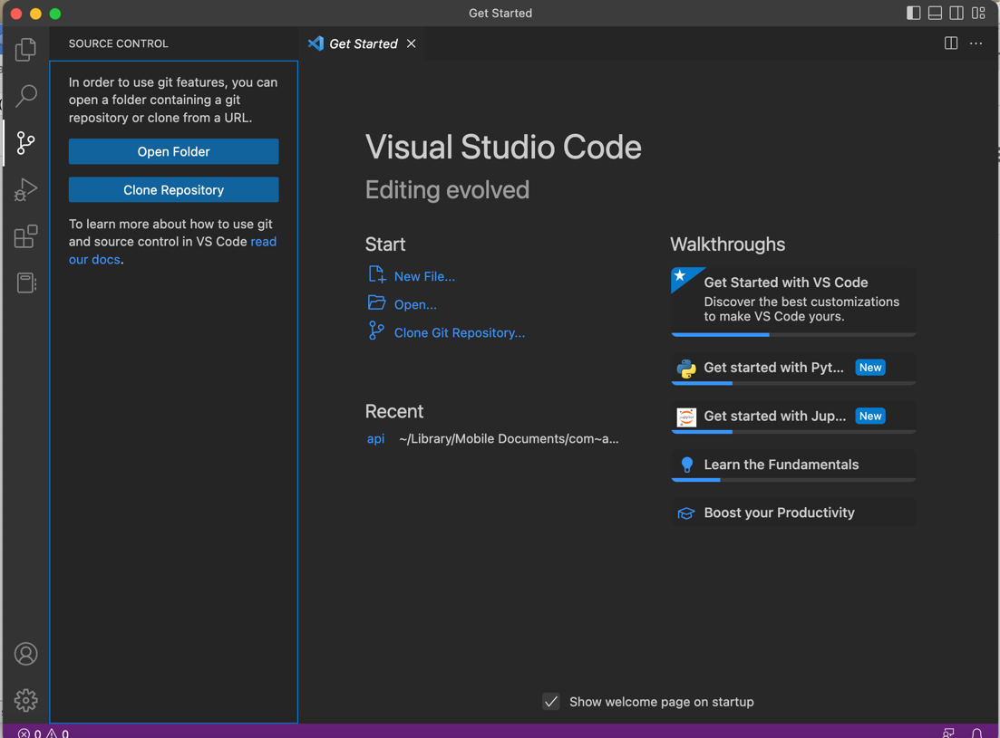 Get Started
SOURCE CONTROL
Get Started
In order to use git features, you can
open a folder containing a git
repository or clone from a URL.
Open Folder
Clone Repository
To learn more about how to use git
and source control in VS Code read
our docs.
Visual Studio Code
Editing evolved
Start
New File...
Open...
Clone Git Repository...
Recent
api ~/Library/Mobile Documents/com~a...
Walkthroughs
Get Started with VS Code
Discover the best customizations
to make VS Code yours.
Get started with Pyt... New
Get started with Jup... New
Learn the Fundamentals
Boost your Productivity
Show welcome page on startup
0 0